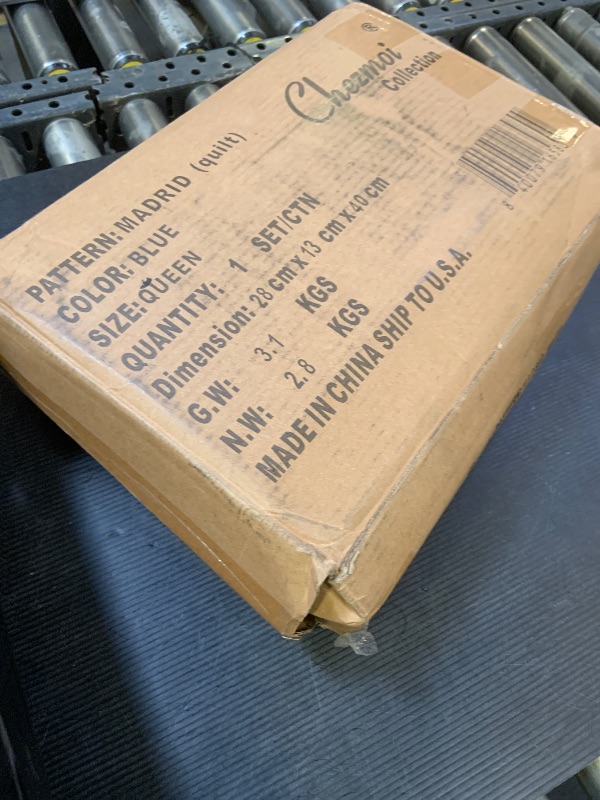 Chezmoi ®
Collection
PATTERN: MADRID (quilt)
COLOR: BLUE
SIZE: QUEEN
QUANTITY: 1 SET/CTN
Dimension: 28 cm x 13 cm x 40 cm
G.W: 3.1 KGS
N.W: 2.8 KGS
MADE IN CHINA SHIP TO U.S.A.